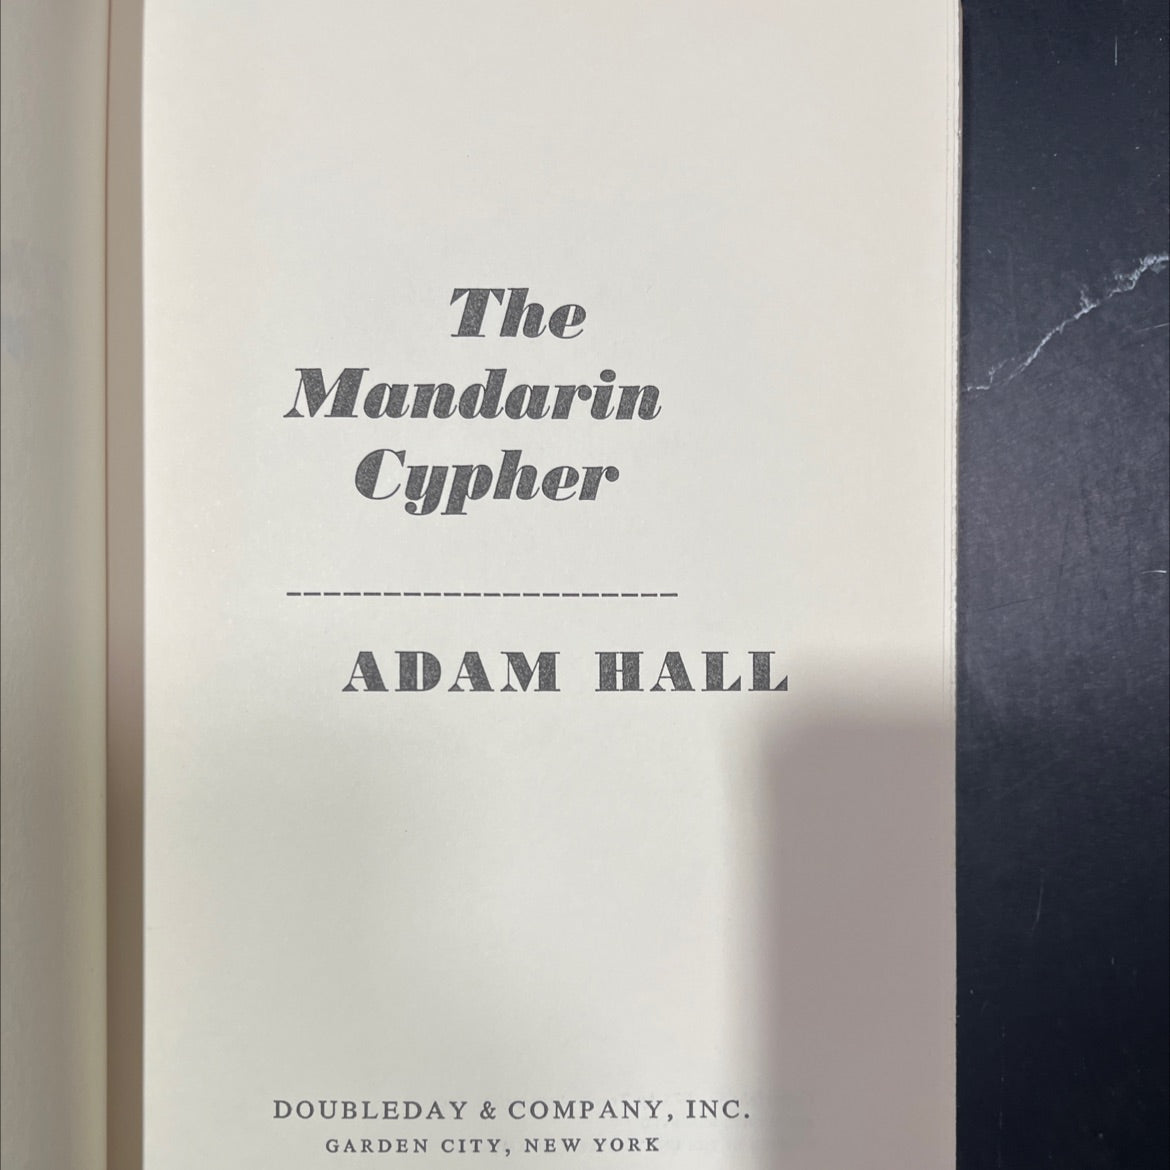 The
Mandarin
Cypher
ADAM HALL
DOUBLEDAY & COMPANY, INC.
GARDEN CITY, NEW YORK